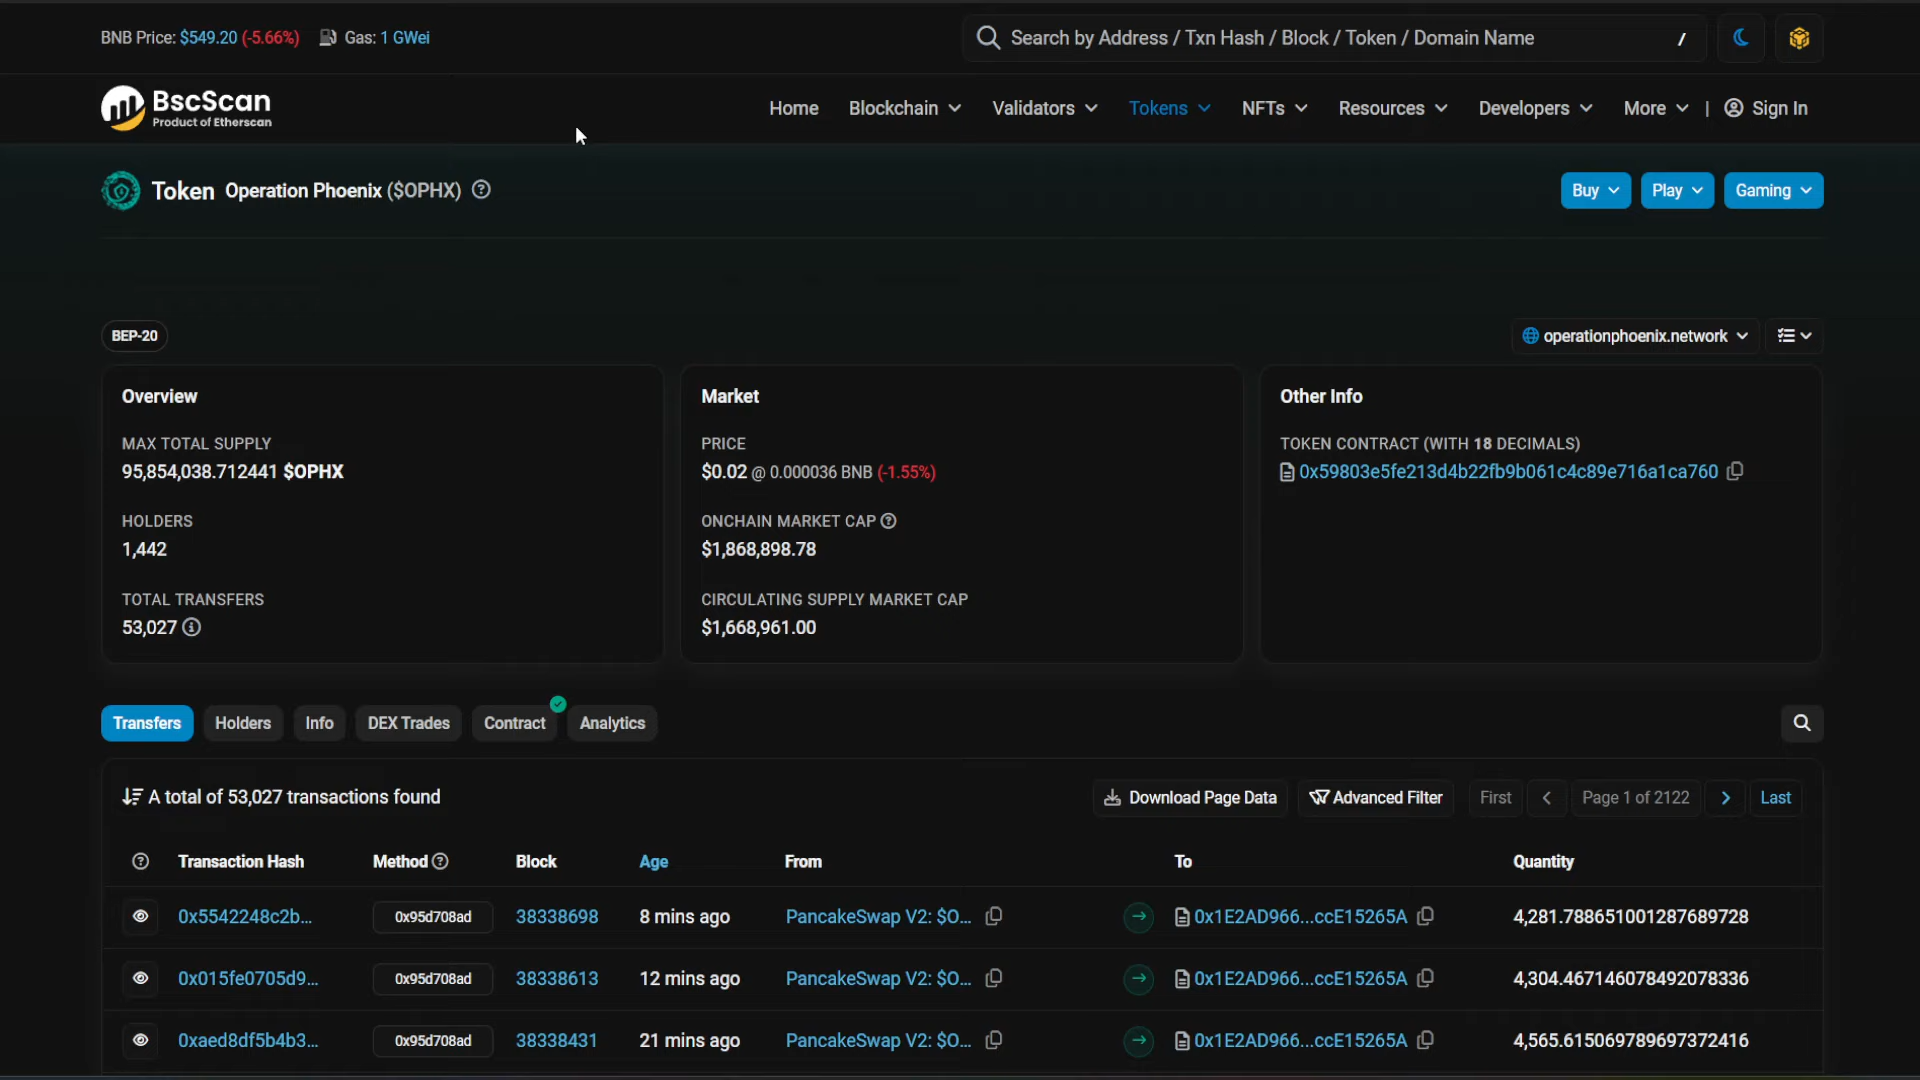 BNB Price: $549.20 (-5.66%) Gas: 1 GWei
Search by Address / Txn Hash / Block / Token / Domain Name /
BscScan
Product of Etherscan
Home Blockchain Validators Tokens NFTs Resources Developers More | Sign In
Token Operation Phoenix ($OPHX)
Buy Play Gaming
BEP-20
operationphoenix.network
Overview
MAX TOTAL SUPPLY
95,854,038.712441 $OPHX
HOLDERS
1,442
TOTAL TRANSFERS
53,027
Market
PRICE
$0.02 @ 0.000036 BNB (-1.55%)
ONCHAIN MARKET CAP
$1,868,898.78
CIRCULATING SUPPLY MARKET CAP
$1,668,961.00
Other Info
TOKEN CONTRACT (WITH 18 DECIMALS)
0x59803e5fe213d4b22fb9b061c4c89e716a1ca760
Transfers Holders Info DEX Trades Contract Analytics
A total of 53,027 transactions found
Download Page Data Advanced Filter First Page 1 of 2122 Last
Transaction Hash Method Block Age From To Quantity
0x5542248c2b... 0x95d708ad 38338698 8 mins ago PancakeSwap V2: $O... 0x1E2AD966...ccE15265A 4,281.788651001287689728
0x015fe0705d9... 0x95d708ad 38338613 12 mins ago PancakeSwap V2: $O... 0x1E2AD966...ccE15265A 4,304.467146078492078336
0xaed8df5b4b3... 0x95d708ad 38338431 21 mins ago PancakeSwap V2: $O... 0x1E2AD966...ccE15265A 4,565.615069789697372416